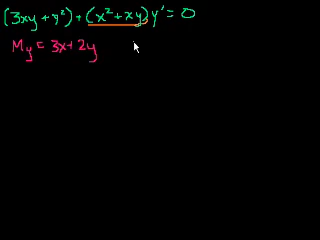 (3xy + y²) + (x² + xy)y' = 0
My = 3x + 2y